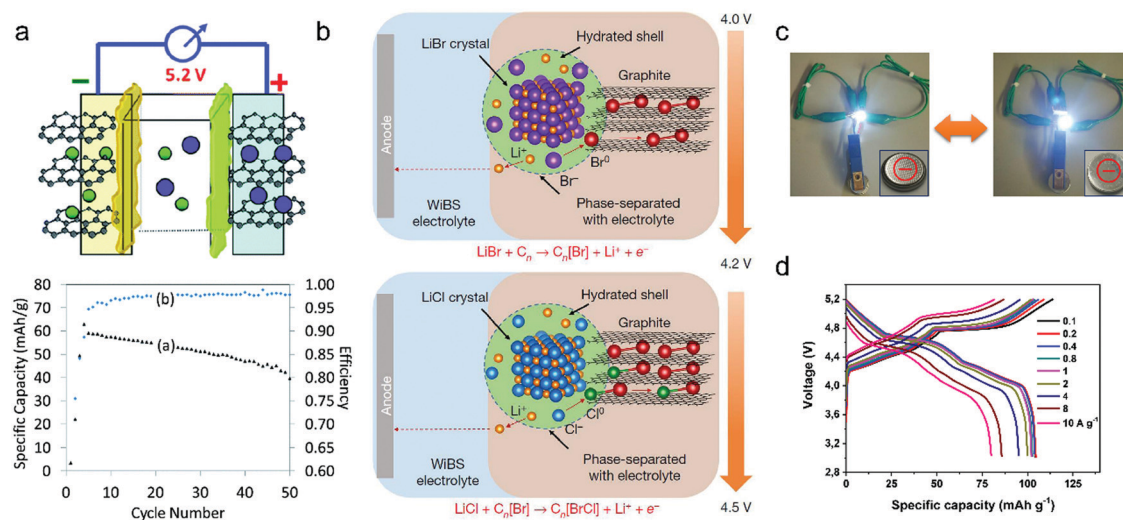 a
5.2 V
−
+
Specific Capacity (mAh/g)
80
70
60
50
40
30
20
10
0
(b)
(a)
1.00
0.95
0.90
0.85
0.80
0.75
0.70
0.65
0.60
Efficiency
0
10
20
30
40
50
Cycle Number
b
4.0 V
Anode
LiBr crystal
Hydrated shell
Graphite
Li⁺
Br⁰
Br⁻
WiBS
electrolyte
Phase-separated
with electrolyte
LiBr + Cₙ → Cₙ[Br] + Li⁺ + e⁻
4.2 V
Anode
LiCl crystal
Hydrated shell
Graphite
Li⁺
Cl⁰
Cl⁻
WiBS
electrolyte
Phase-separated
with electrolyte
LiCl + Cₙ[Br] → Cₙ[BrCl] + Li⁺ + e⁻
4.5 V
c
d
Voltage (V)
5,2
4,8
4,4
4,0
3,6
3,2
2,8
0.1
0.2
0.4
0.8
1
2
4
8
10 A g⁻¹
0
25
50
75
100
125
Specific capacity (mAh g⁻¹)